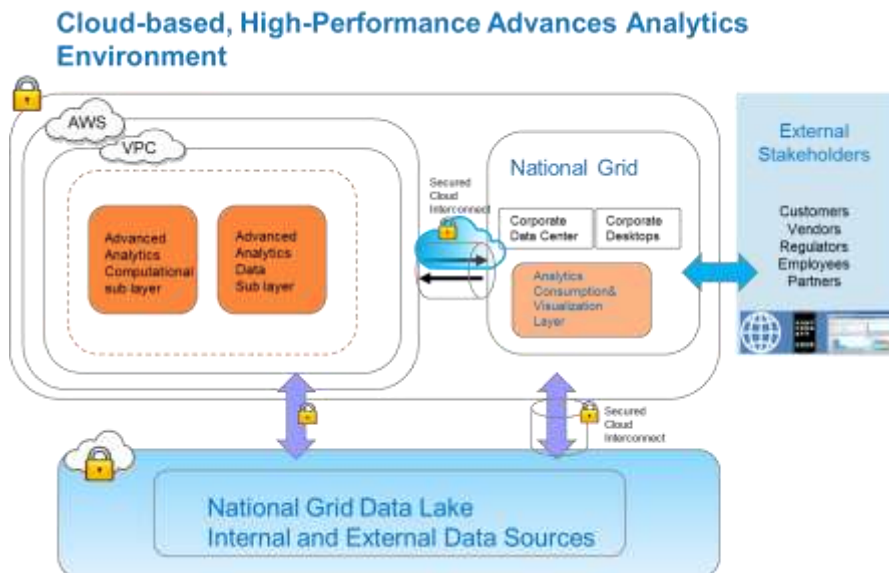 Cloud-based, High-Performance Advances Analytics
Environment
AWS
VPC
Advanced
Analytics
Computational
sub layer
Advanced
Analytics
Data
Sub layer
Secured
Cloud
Interconnect
National Grid
Corporate
Data Center
Corporate
Desktops
Analytics
Consumption&
Visualization
Layer
External
Stakeholders
Customers
Vendors
Regulators
Employees
Partners
Secured
Cloud
Interconnect
National Grid Data Lake
Internal and External Data Sources